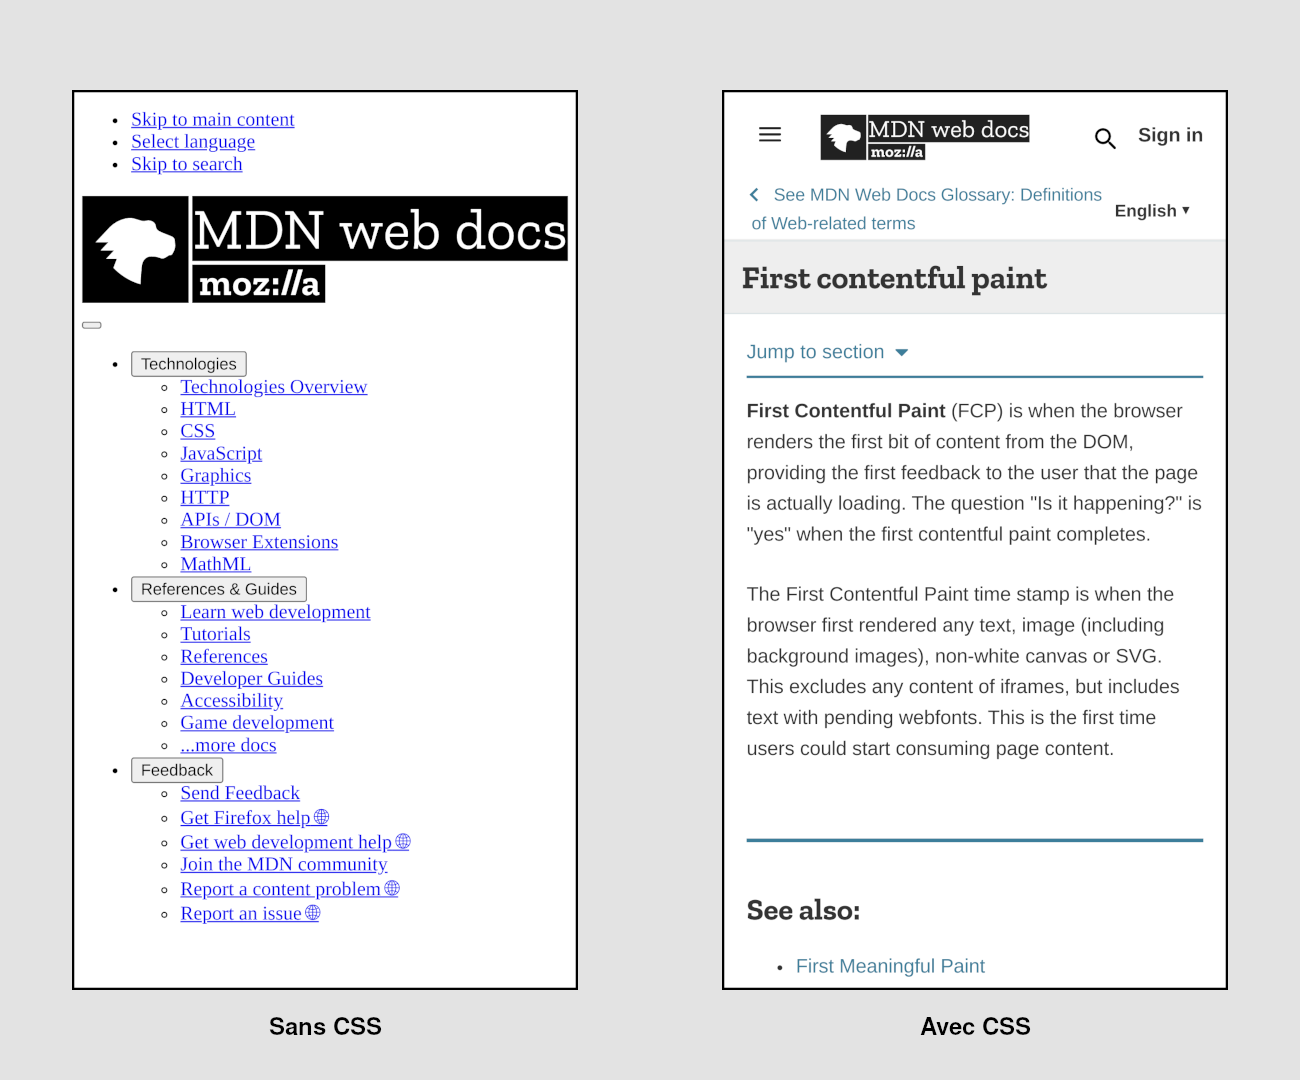 Skip to main content
Select language
Skip to search
MDN web docs
moz://a
Technologies
Technologies Overview
HTML
CSS
JavaScript
Graphics
HTTP
APIs / DOM
Browser Extensions
MathML
References & Guides
Learn web development
Tutorials
References
Developer Guides
Accessibility
Game development
...more docs
Feedback
Send Feedback
Get Firefox help
Get web development help
Join the MDN community
Report a content problem
Report an issue
Sans CSS
MDN web docs
moz://a
Sign in
See MDN Web Docs Glossary: Definitions
of Web-related terms
English
First contentful paint
Jump to section
First Contentful Paint (FCP) is when the browser
renders the first bit of content from the DOM,
providing the first feedback to the user that the page
is actually loading. The question "Is it happening?" is
"yes" when the first contentful paint completes.
The First Contentful Paint time stamp is when the
browser first rendered any text, image (including
background images), non-white canvas or SVG.
This excludes any content of iframes, but includes
text with pending webfonts. This is the first time
users could start consuming page content.
See also:
First Meaningful Paint
Avec CSS